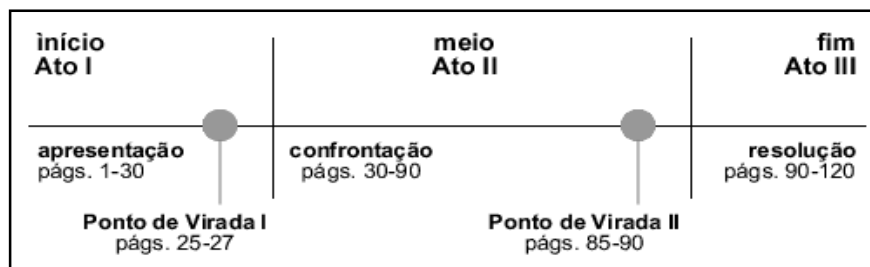 início
Ato I
meio
Ato II
fim
Ato III
apresentação
págs. 1-30
confrontação
págs. 30-90
resolução
págs. 90-120
Ponto de Virada I
págs. 25-27
Ponto de Virada II
págs. 85-90